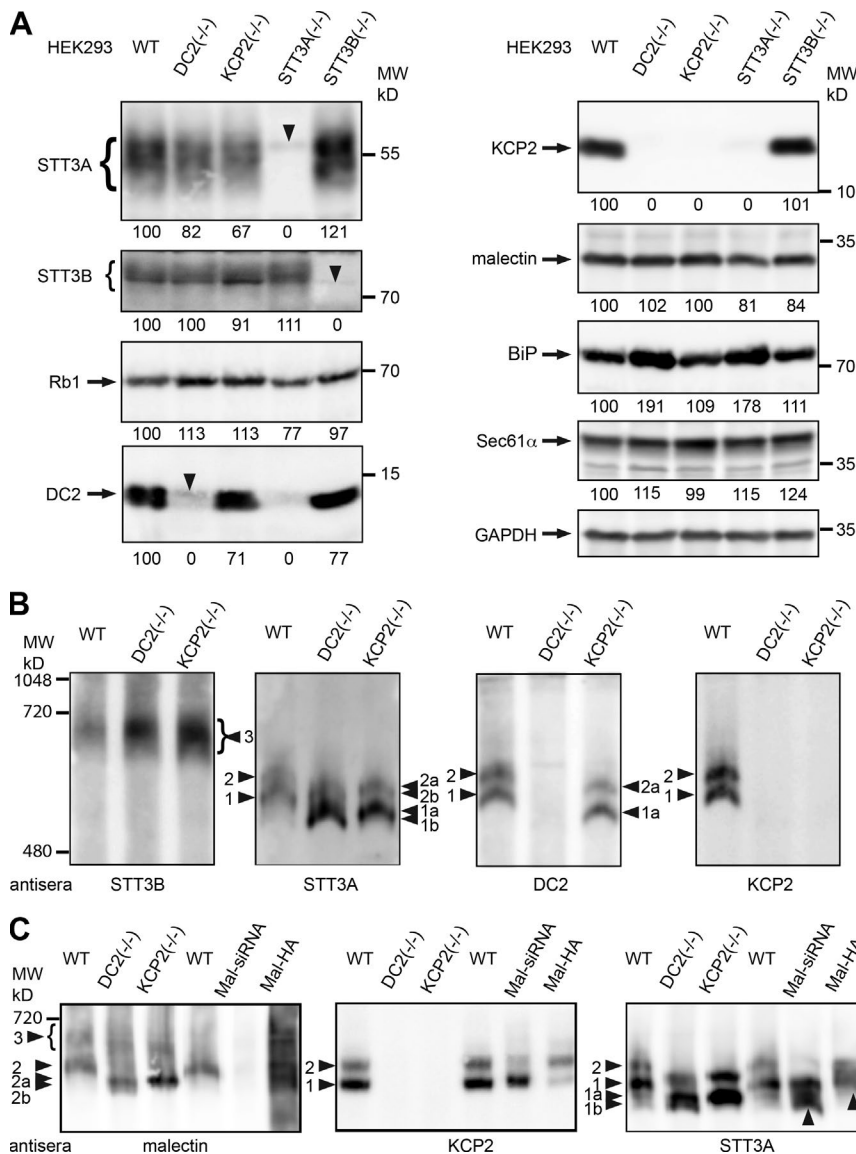 A
HEK293 WT DC2(-/-) KCP2(-/-) STT3A(-/-) STT3B(-/-) MW kD
STT3A 55
100 82 67 0 121
STT3B 70
100 100 91 111 0
Rb1 70
100 113 113 77 97
DC2 15
100 0 71 0 77
HEK293 WT DC2(-/-) KCP2(-/-) STT3A(-/-) STT3B(-/-) MW kD
KCP2 10
100 0 0 0 101
malectin 35
100 102 100 81 84
BiP 70
100 191 109 178 111
Sec61α 35
100 115 99 115 124
GAPDH 35
B
MW kD
1048
720
480
WT DC2(-/-) KCP2(-/-)
3
WT DC2(-/-) KCP2(-/-)
2
1
2a
2b
1a
1b
WT DC2(-/-) KCP2(-/-)
2
1
2a
1a
WT DC2(-/-) KCP2(-/-)
2
1
antisera STT3B STT3A DC2 KCP2
C
MW kD
720
WT DC2(-/-) KCP2(-/-) WT Mal-siRNA Mal-HA
3
2
2a
2b
WT DC2(-/-) KCP2(-/-) WT Mal-siRNA Mal-HA
2
1
WT DC2(-/-) KCP2(-/-) WT Mal-siRNA Mal-HA
2
1
1a
1b
antisera malectin KCP2 STT3A